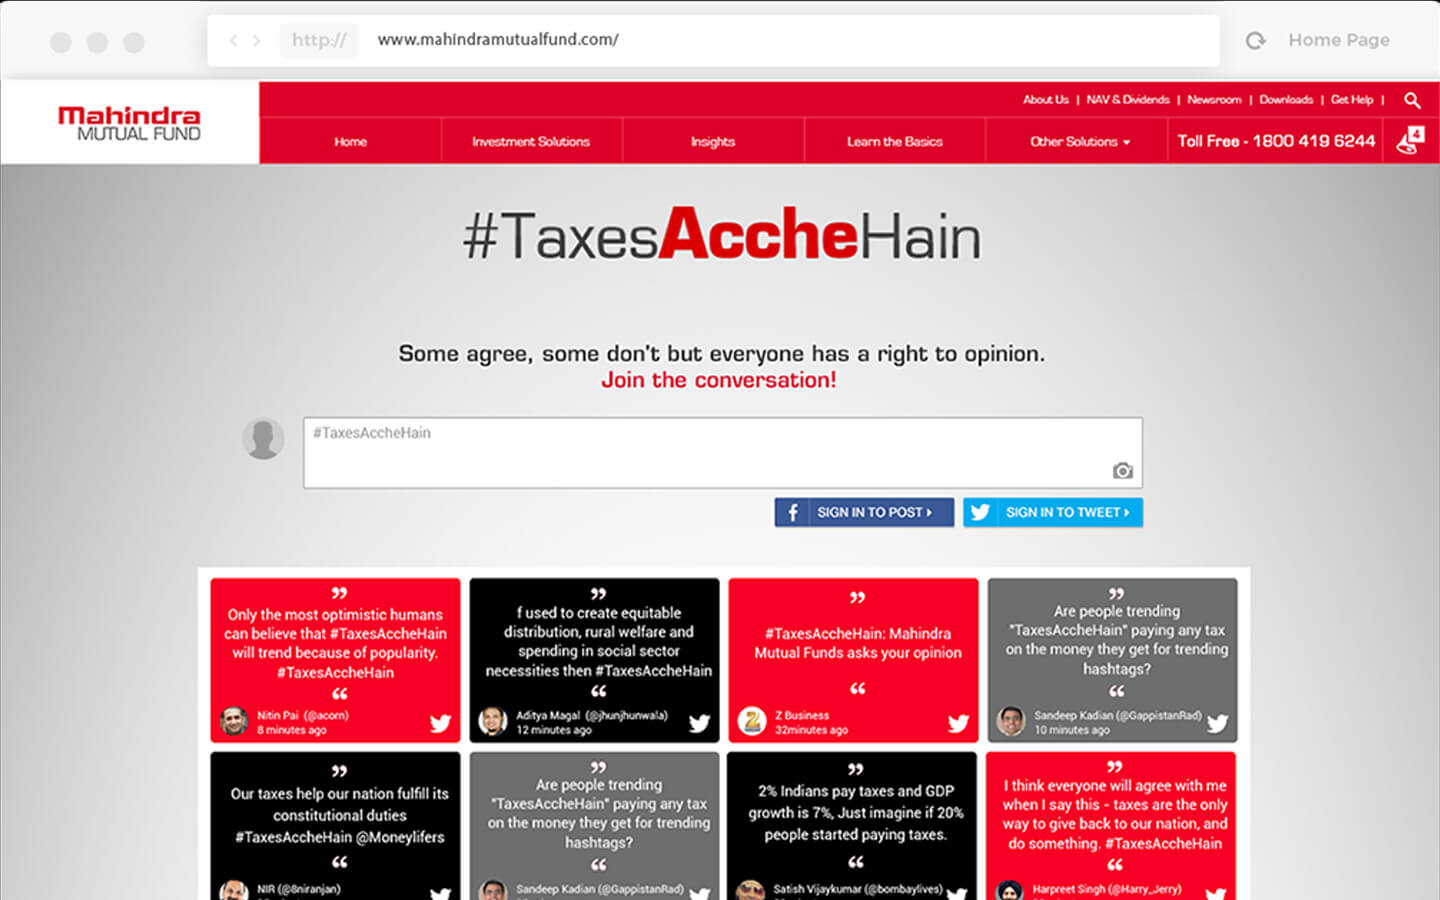 http://
www.mahindramutualfund.com/
Home Page
Mahindra
MUTUAL FUND
About Us | NAV & Dividends | Newsroom | Downloads | Get Help |
Home
Investment Solutions
Insights
Learn the Basics
Other Solutions
Toll Free - 1800 419 6244
4
#TaxesAccheHain
Some agree, some don't but everyone has a right to opinion.
Join the conversation!
#TaxesAccheHain
f SIGN IN TO POST
SIGN IN TO TWEET
”
Only the most optimistic humans
can believe that #TaxesAccheHain
will trend because of popularity.
#TaxesAccheHain
“
Nitin Pai (@acorn)
8 minutes ago
”
f used to create equitable
distribution, rural welfare and
spending in social sector
necessities then #TaxesAccheHain
“
Aditya Magal (@jhunjhunwala)
12 minutes ago
”
#TaxesAccheHain: Mahindra
Mutual Funds asks your opinion
“
Z Business
32minutes ago
”
Are people trending
"TaxesAccheHain" paying any tax
on the money they get for trending
hashtags?
“
Sandeep Kadian (@GappistanRad)
10 minutes ago
”
Our taxes help our nation fulfill its
constitutional duties
#TaxesAccheHain @Moneylifers
“
NIR (@8niranjan)
”
Are people trending
"TaxesAccheHain" paying any tax
on the money they get for trending
hashtags?
“
Sandeep Kadian (@GappistanRad)
”
2% Indians pay taxes and GDP
growth is 7%, Just imagine if 20%
people started paying taxes.
“
Satish Vijaykumar (@bombaylives)
”
I think everyone will agree with me
when I say this - taxes are the only
way to give back to our nation, and
do something. #TaxesAccheHain
“
Harpreet Singh (@Harry_Jerry)